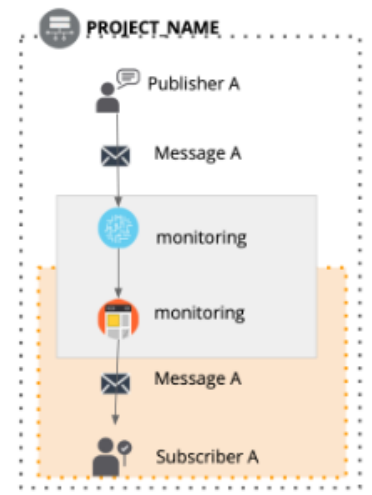 PROJECT_NAME
Publisher A
Message A
monitoring
monitoring
Message A
Subscriber A